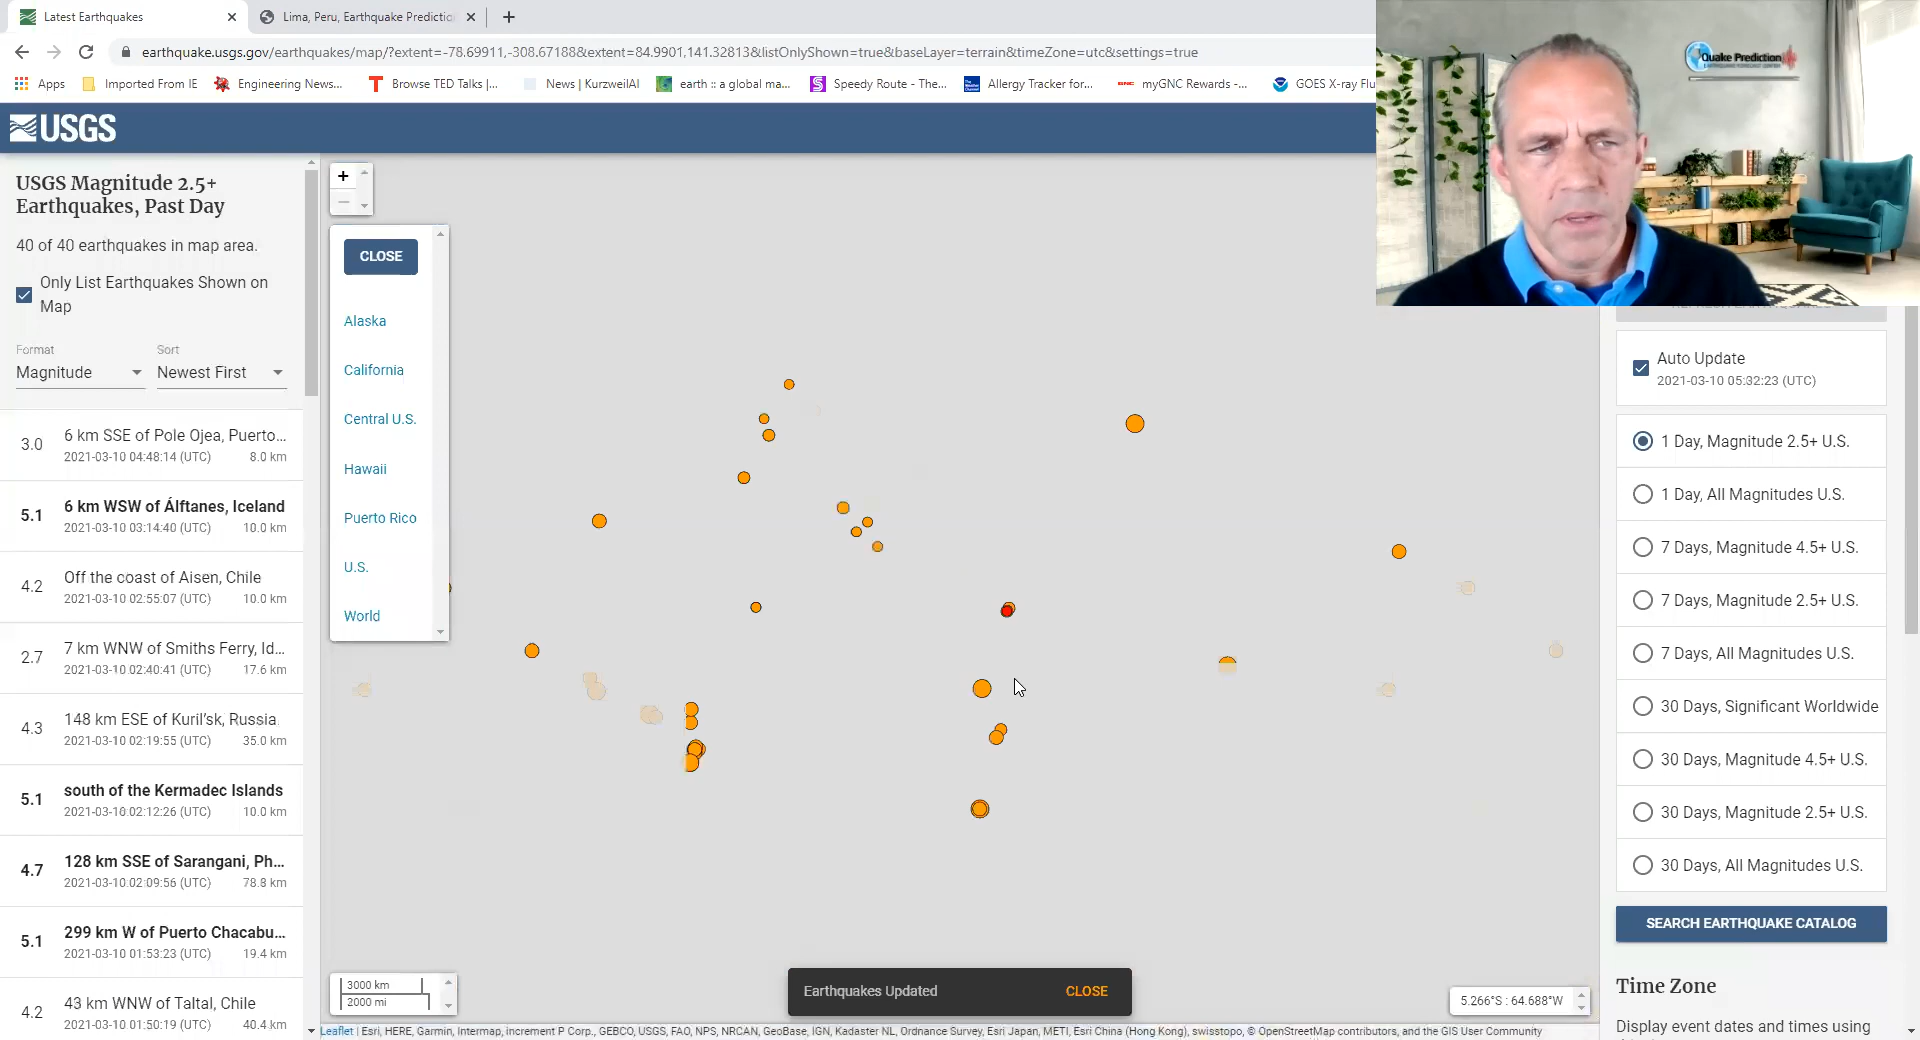 Latest Earthquakes
Lima, Peru, Earthquake Predictio
earthquake.usgs.gov/earthquakes/map/?extent=-78.69911,-308.67188&extent=84.9901,141.32813&listOnlyShown=true&baseLayer=terrain&timeZone=utc&settings=true
Apps
Imported From IE
Engineering News...
Browse TED Talks |...
News | KurzweilAI
earth :: a global ma...
Speedy Route - The...
Allergy Tracker for...
myGNC Rewards -...
GOES X-ray Flu
Quake Prediction
USGS
USGS Magnitude 2.5+
Earthquakes, Past Day
40 of 40 earthquakes in map area.
Only List Earthquakes Shown on
Map
Format
Sort
Magnitude
Newest First
3.0
6 km SSE of Pole Ojea, Puerto...
2021-03-10 04:48:14 (UTC)
8.0 km
5.1
6 km WSW of Álftanes, Iceland
2021-03-10 03:14:40 (UTC)
10.0 km
4.2
Off the coast of Aisen, Chile
2021-03-10 02:55:07 (UTC)
10.0 km
2.7
7 km WNW of Smiths Ferry, Id...
2021-03-10 02:40:41 (UTC)
17.6 km
4.3
148 km ESE of Kuril'sk, Russia
2021-03-10 02:19:55 (UTC)
35.0 km
5.1
south of the Kermadec Islands
2021-03-10 02:12:26 (UTC)
10.0 km
4.7
128 km SSE of Sarangani, Ph...
2021-03-10 02:09:56 (UTC)
78.8 km
5.1
299 km W of Puerto Chacabu...
2021-03-10 01:53:23 (UTC)
19.4 km
4.2
43 km WNW of Taltal, Chile
2021-03-10 01:50:19 (UTC)
40.4 km
+
−
CLOSE
Alaska
California
Central U.S.
Hawaii
Puerto Rico
U.S.
World
3000 km
2000 mi
Earthquakes Updated
CLOSE
5.266°S : 64.688°W
Leaflet | Esri, HERE, Garmin, Intermap, increment P Corp., GEBCO, USGS, FAO, NPS, NRCAN, GeoBase, IGN, Kadaster NL, Ordnance Survey, Esri Japan, METI, Esri China (Hong Kong), swisstopo, © OpenStreetMap contributors, and the GIS User Community
Auto Update
2021-03-10 05:32:23 (UTC)
1 Day, Magnitude 2.5+ U.S.
1 Day, All Magnitudes U.S.
7 Days, Magnitude 4.5+ U.S.
7 Days, Magnitude 2.5+ U.S.
7 Days, All Magnitudes U.S.
30 Days, Significant Worldwide
30 Days, Magnitude 4.5+ U.S.
30 Days, Magnitude 2.5+ U.S.
30 Days, All Magnitudes U.S.
SEARCH EARTHQUAKE CATALOG
Time Zone
Display event dates and times using